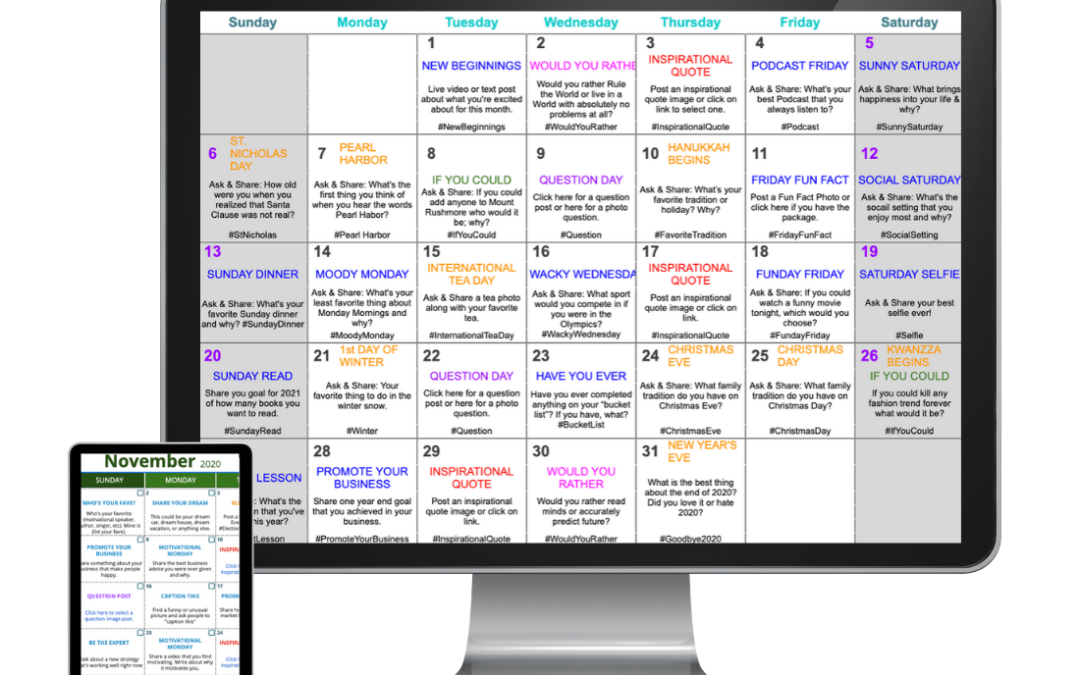 Sunday Monday Tuesday Wednesday Thursday Friday Saturday
1
NEW BEGINNINGS
Live video or text post
about what you're excited
about for this month.
#NewBeginnings
2
WOULD YOU RATHE
Would you rather Rule
the World or live in a
World with absolutely no
problems at all?
#WouldYouRather
3
INSPIRATIONAL
QUOTE
Post an inspirational
quote image or click on
link to select one.
#InspirationalQuote
4
PODCAST FRIDAY
Ask & Share: What's your
best Podcast that you
always listen to?
#Podcast
5
SUNNY SATURDAY
Ask & Share: What brings
happiness into your life &
why?
#SunnySaturday
6
ST.
NICHOLAS
DAY
Ask & Share: How old
were you when you
realized that Santa
Clause was not real?
#StNicholas
7
PEARL
HARBOR
Ask & Share: What's the
first thing you think of
when you hear the words
Pearl Habor?
#Pearl Harbor
8
IF YOU COULD
Ask & Share: If you could
add anyone to Mount
Rushmore who would it
be; why?
#IfYouCould
9
QUESTION DAY
Click here for a question
post or here for a photo
question.
#Question
10
HANUKKAH
BEGINS
Ask & Share: What's your
favorite tradition or
holiday? Why?
#FavoriteTradition
11
FRIDAY FUN FACT
Post a Fun Fact Photo or
click here if you have the
package.
#FridayFunFact
12
SOCIAL SATURDAY
Ask & Share: What's the
socail setting that you
enjoy most and why?
#SocialSetting
13
SUNDAY DINNER
Ask & Share: What's your
favorite Sunday dinner
and why? #SundayDinner
14
MOODY MONDAY
Ask & Share: What's your
least favorite thing about
Monday Mornings and
why?
#MoodyMonday
15
INTERNATIONAL
TEA DAY
Ask & Share a tea photo
along with your favorite
tea.
#InternationalTeaDay
16
WACKY WEDNESDA
Ask & Share: What sport
would you compete in if
you were in the
Olympics?
#WackyWednesday
17
INSPIRATIONAL
QUOTE
Post an inspirational
quote image or click on
link.
#InspirationalQuote
18
FUNDAY FRIDAY
Ask & Share: If you could
watch a funny movie
tonight, which would you
choose?
#FundayFriday
19
SATURDAY SELFIE
Ask & Share your best
selfie ever!
#Selfie
20
SUNDAY READ
Share you goal for 2021
of how many books you
want to read.
#SundayRead
21
1st DAY OF
WINTER
Ask & Share: Your
favorite thing to do in the
winter snow.
#Winter
22
QUESTION DAY
Click here for a question
post or here for a photo
question.
#Question
23
HAVE YOU EVER
Have you ever completed
anything on your "bucket
list"? If you have, what?
#BucketList
24
CHRISTMAS
EVE
Ask & Share: What family
tradition do you have on
Christmas Eve?
#ChristmasEve
25
CHRISTMAS
DAY
Ask & Share: What family
tradition do you have on
Christmas Day?
#ChristmasDay
26
KWANZZA
BEGINS
IF YOU COULD
If you could kill any
fashion trend forever
what would it be?
#IfYouCould
LESSON
: What's the
n that you've
his year?
tLesson
28
PROMOTE YOUR
BUSINESS
Share one year end goal
that you achieved in your
business.
#PromoteYourBusiness
29
INSPIRATIONAL
QUOTE
Post an inspirational
quote image or click on
link.
#InspirationalQuote
30
WOULD YOU
RATHER
Would you rather read
minds or accurately
predict future?
#WouldYouRather
31
NEW YEAR'S
EVE
What is the best thing
about the end of 2020?
Did you love it or hate
2020?
#Goodbye2020
November 2020
SUNDAY MONDAY T
WHO'S YOUR FAVE?
Who's your favorite
(motivational speaker,
uthor, singer, etc). Mine is
(list your fave).
2
SHARE YOUR DREAM
This could be your dream
car, dream house, dream
vacation, or anything else.
3
Post a
Eve
#Election
PROMOTE YOUR
BUSINESS
are something about your
usiness that make people
happy.
9
MOTIVATIONAL
MONDAY
Share the best business
advice you were ever given
and why.
10
INSPIR
Click
inspirat
QUESTION POST
Click here to select a
question image post.
16
CAPTION THIS
Find a funny or unusual
picture and ask people to
"caption this"
17
PROM
Share h
market
BE THE EXPERT
alk about a new strategy
t's working well right now
23
MOTIVATIONAL
MONDAY
Share a video that you find
motivating. Write about why
it motivates you.
24
INSPIR
Click
inspirat